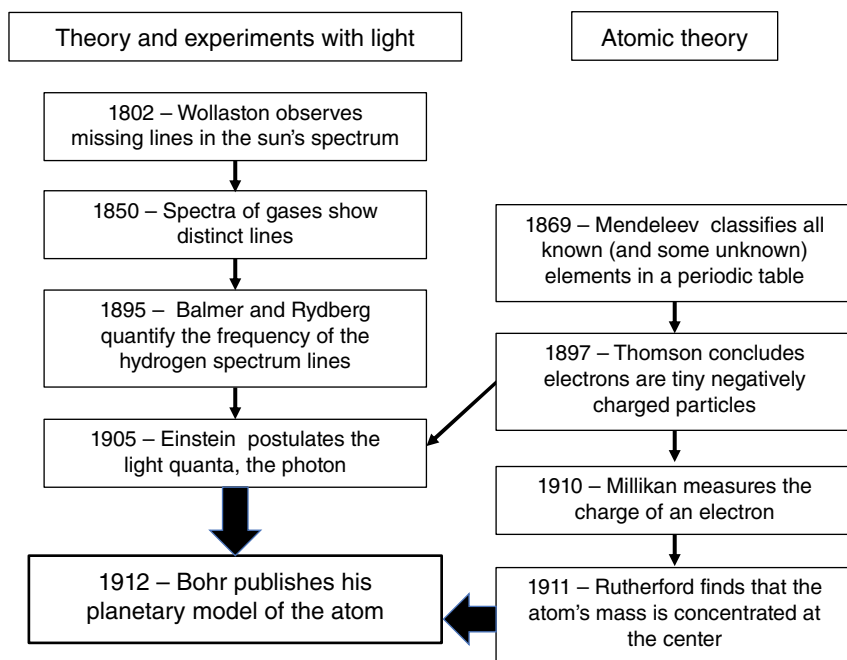 Theory and experiments with light
Atomic theory
1802 – Wollaston observes
missing lines in the sun's spectrum
1850 – Spectra of gases show
distinct lines
1895 – Balmer and Rydberg
quantify the frequency of the
hydrogen spectrum lines
1905 – Einstein postulates the
light quanta, the photon
1869 – Mendeleev classifies all
known (and some unknown)
elements in a periodic table
1897 – Thomson concludes
electrons are tiny negatively
charged particles
1910 – Millikan measures the
charge of an electron
1911 – Rutherford finds that the
atom's mass is concentrated at
the center
1912 – Bohr publishes his
planetary model of the atom